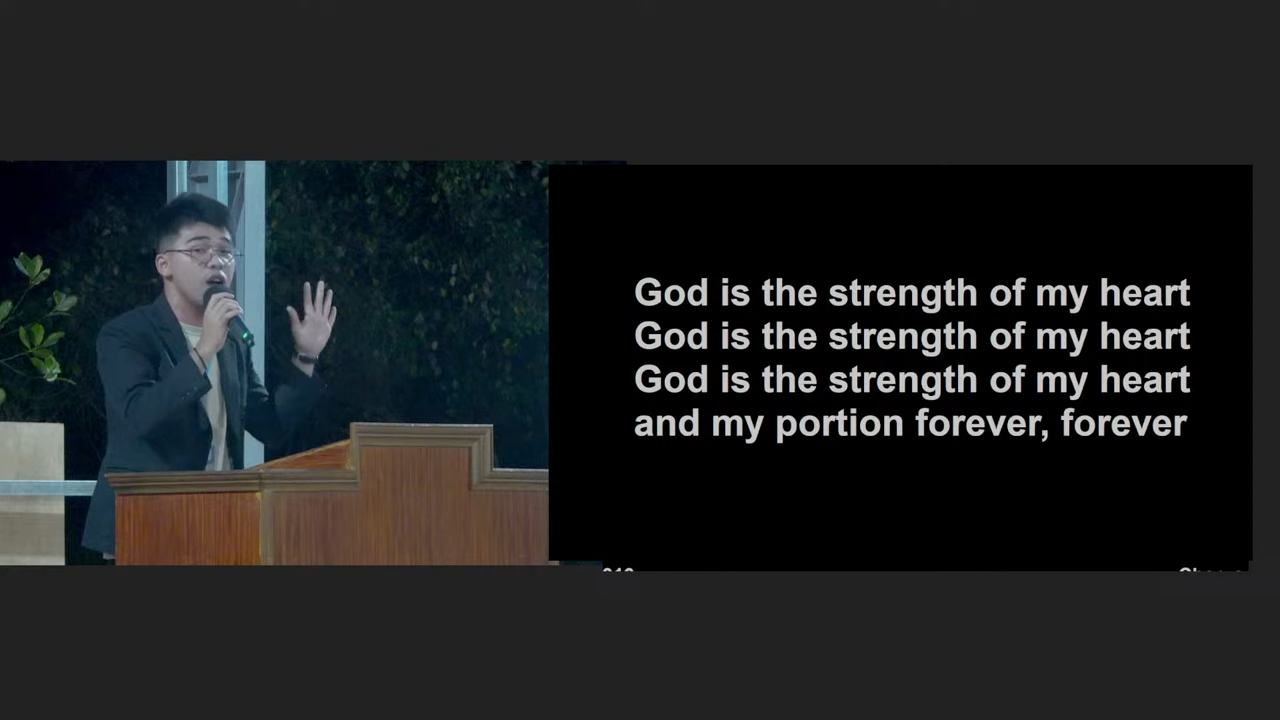 God is the strength of my heart
God is the strength of my heart
God is the strength of my heart
and my portion forever, forever